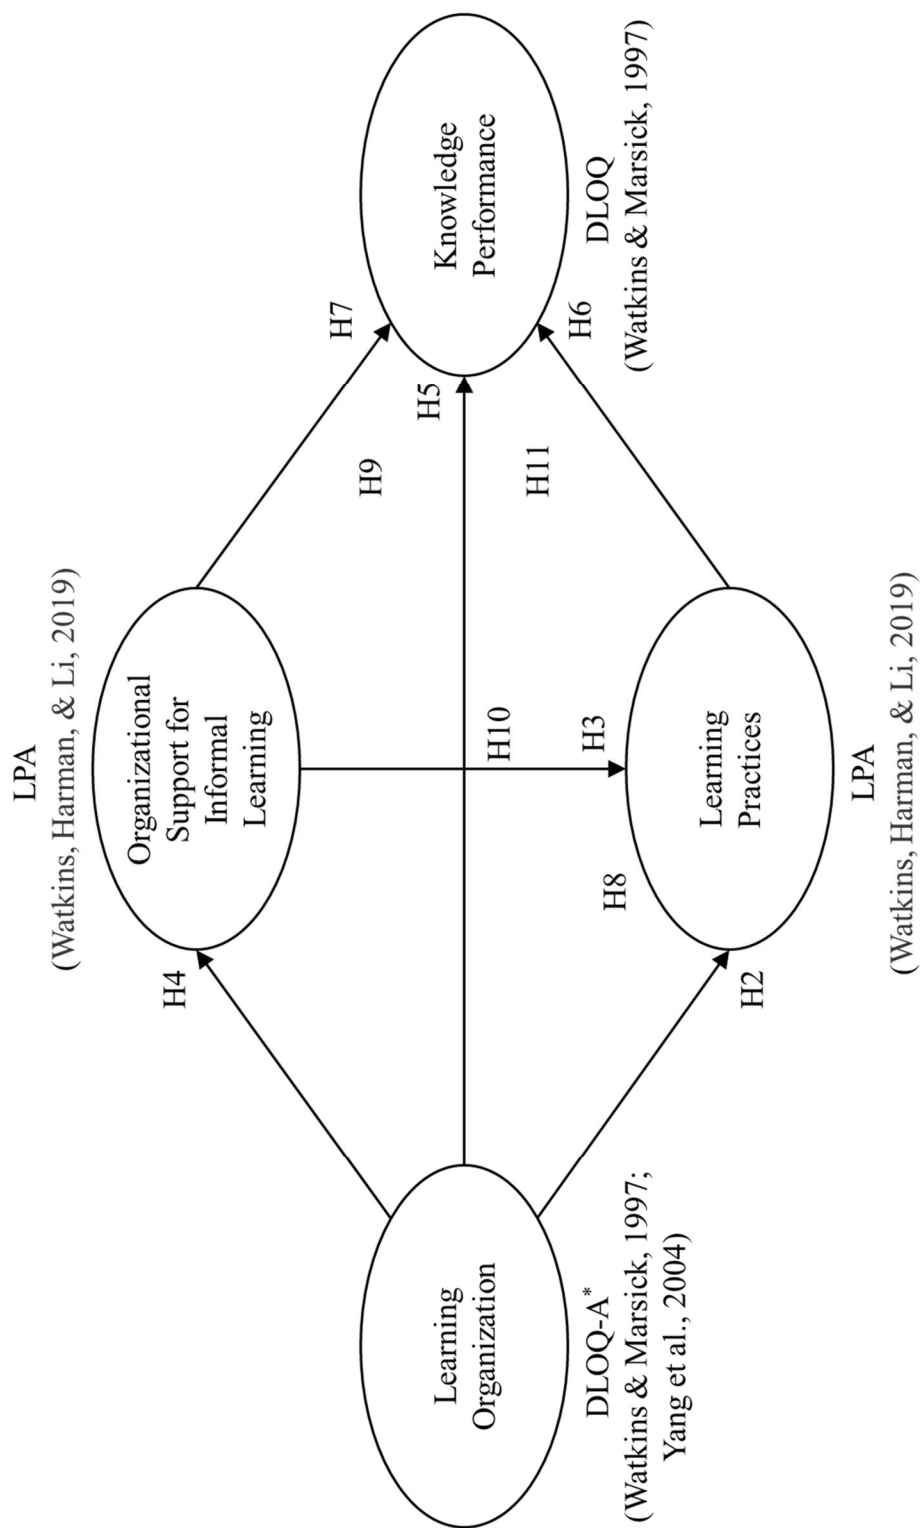 LPA
(Watkins, Harman, & Li, 2019)
Organizational
Support for
Informal
Learning
H4
H7
H9
Learning
Organization
DLOQ-A*
(Watkins & Marsick, 1997;
Yang et al., 2004)
H5
H10
H11
Knowledge
Performance
DLOQ
(Watkins & Marsick, 1997)
H3
H8
H6
H2
Learning
Practices
LPA
(Watkins, Harman, & Li, 2019)